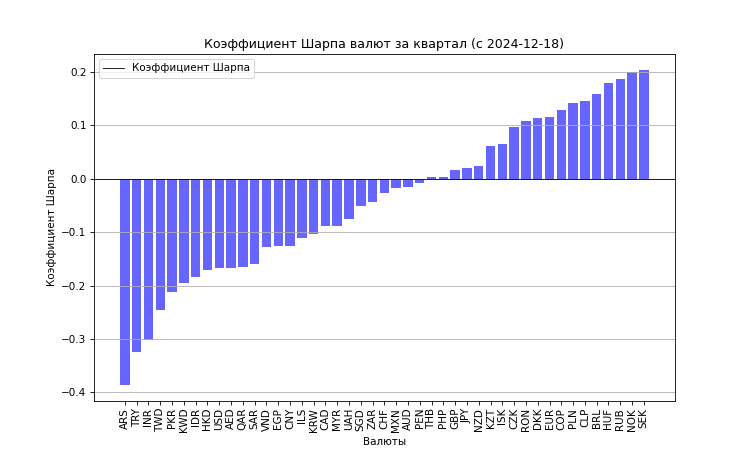 Коэффициент Шарпа валют за квартал (с 2024-12-18)
Коэффициент Шарпа
Коэффициент Шарпа
0.2
0.1
0.0
−0.1
−0.2
−0.3
−0.4
ARS
TRY
INR
TWD
PKR
KWD
IDR
HKD
USD
AED
QAR
SAR
VND
EGP
CNY
ILS
KRW
CAD
MYR
UAH
SGD
ZAR
CHF
MXN
AUD
PEN
THB
PHP
GBP
JPY
NZD
KZT
ISK
CZK
RON
DKK
EUR
COP
PLN
CLP
BRL
HUF
RUB
NOK
SEK
Валюты